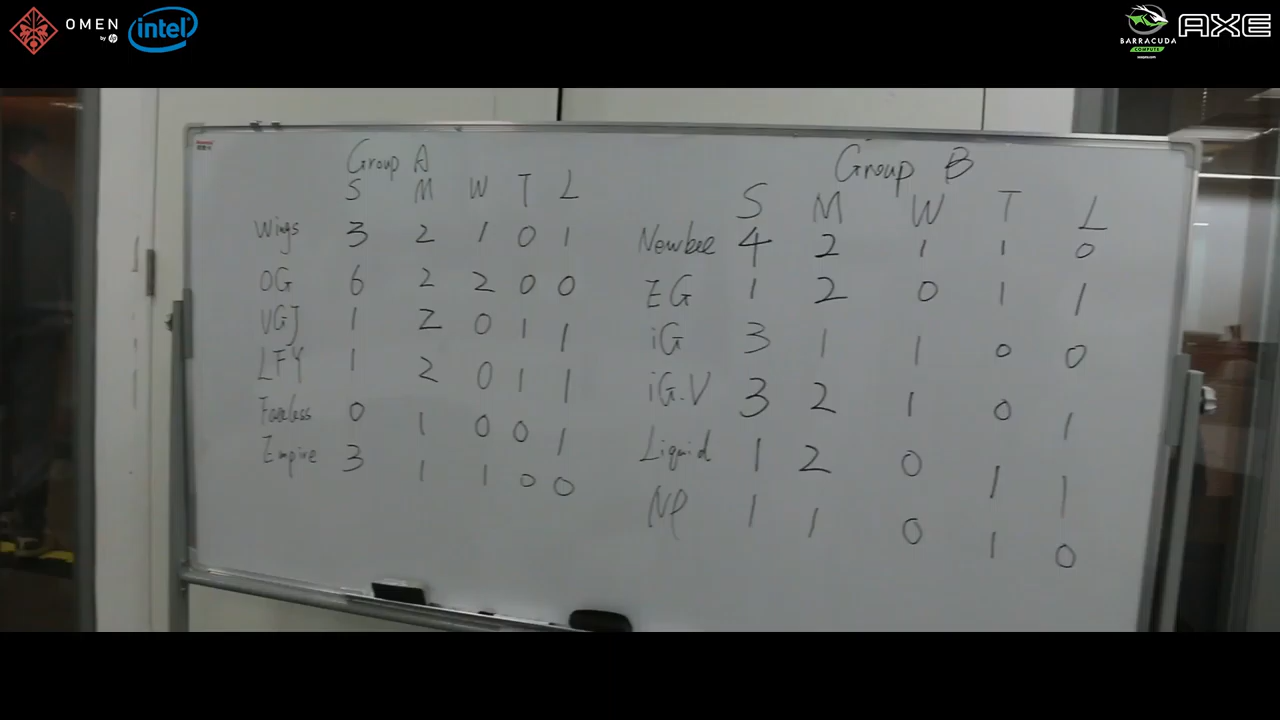 OMEN
by hp
intel
BARRACUDA
COMPUTE
AXE
Group A
S M W T L
Wings 3 2 1 0 1
OG 6 2 2 0 0
VGJ 1 2 0 1 1
LFY 1 2 0 1 1
Faceless 0 1 0 0 1
Empire 3 1 1 0 0
Group B
S M W T L
Newbee 4 2 1 1 0
EG 1 2 0 1 1
iG 3 1 1 0 0
iG.V 3 2 1 0 1
Liquid 1 2 0 1 1
NP 1 1 0 1 0